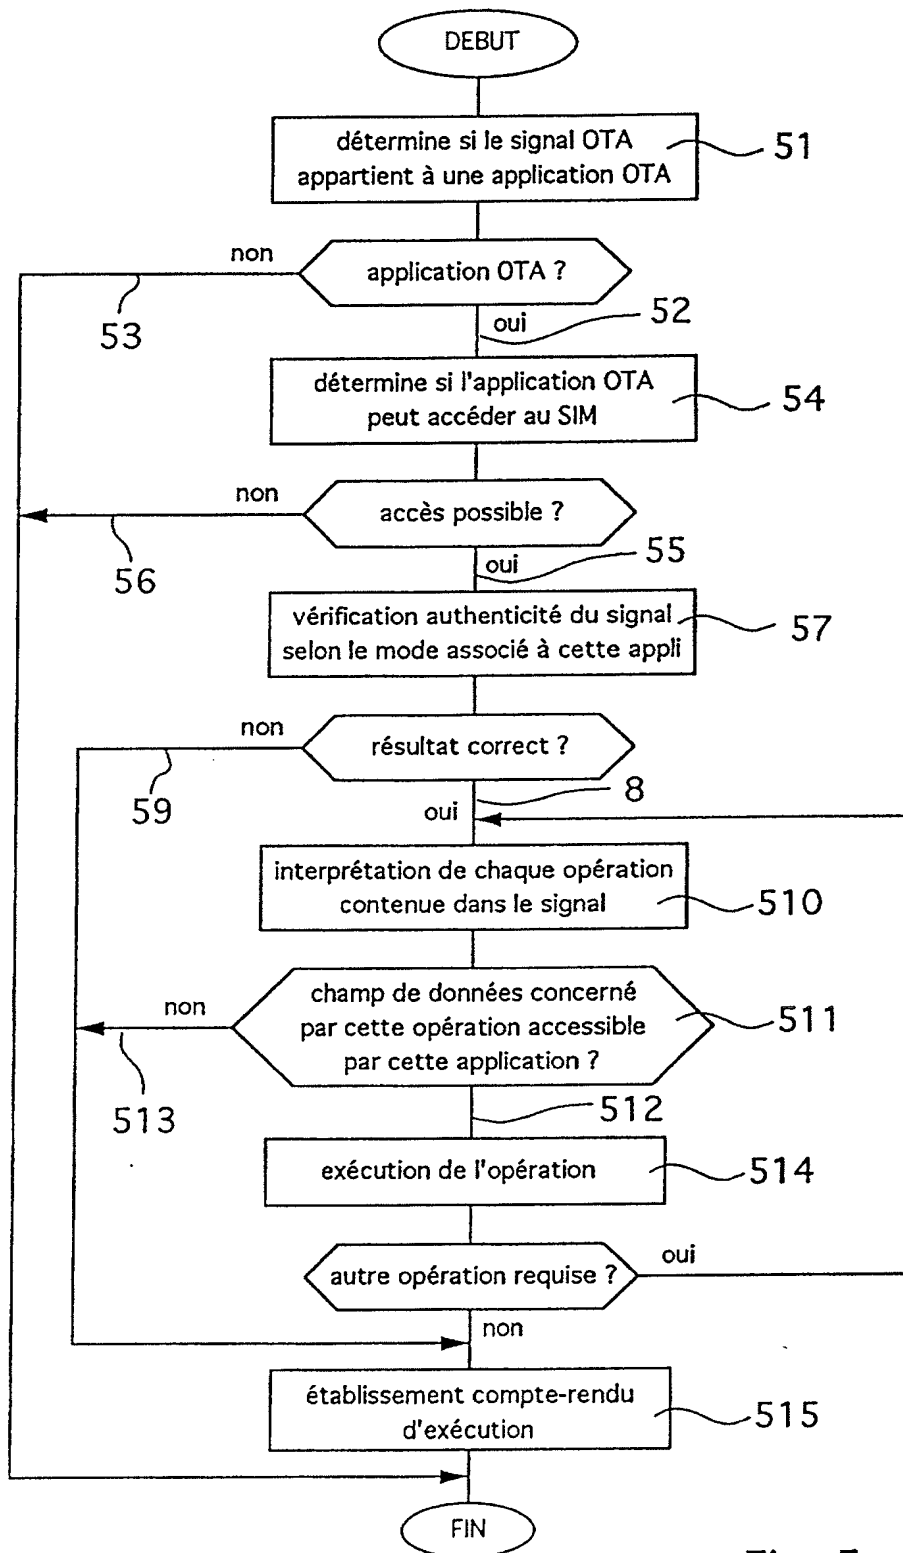 DEBUT
détermine si le signal OTA
appartient à une application OTA
51
non
application OTA ?
53
oui
52
détermine si l'application OTA
peut accéder au SIM
54
non
accès possible ?
56
oui
55
vérification authenticité du signal
selon le mode associé à cette appli
57
non
résultat correct ?
59
oui
8
interprétation de chaque opération
contenue dans le signal
510
non
champ de données concerné
par cette opération accessible
par cette application ?
511
513
512
exécution de l'opération
514
autre opération requise ?
oui
non
établissement compte-rendu
d'exécution
515
FIN